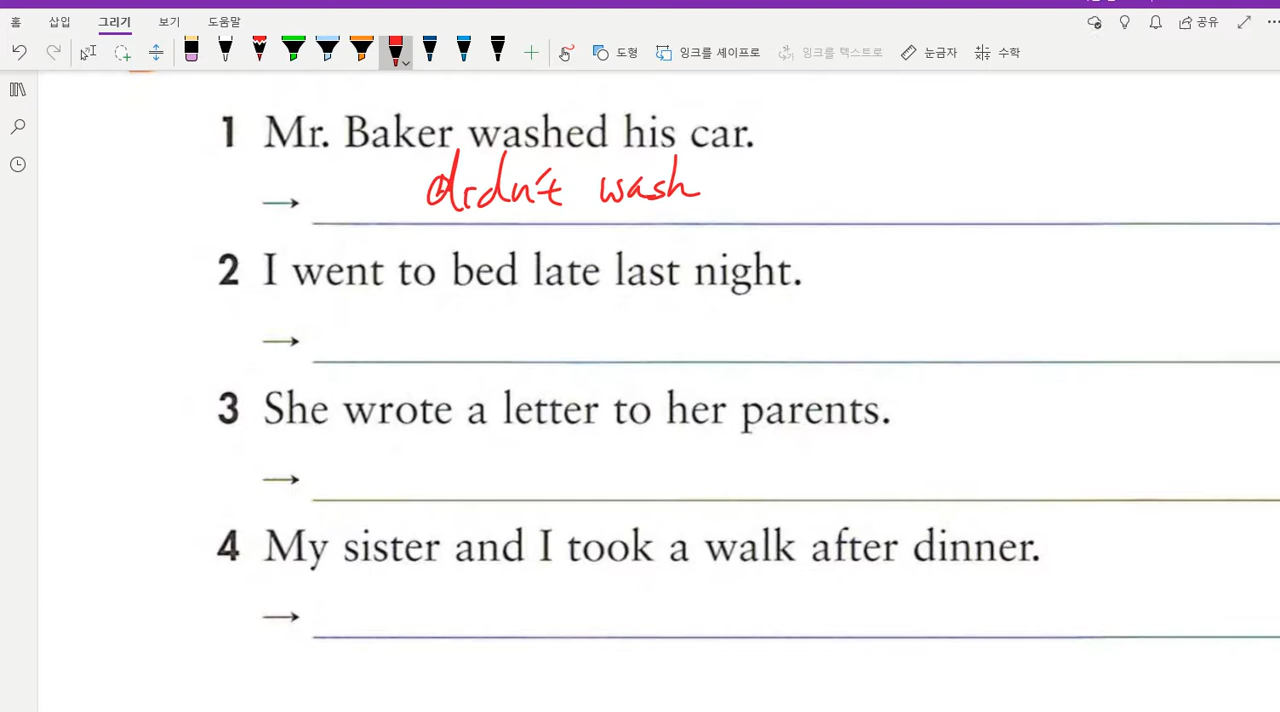 홈 삽입 그리기 보기 도움말 공유
도형 잉크를 셰이프로 잉크를 텍스트로 눈금자 수학
1 Mr. Baker washed his car.
→ didn't wash
2 I went to bed late last night.
→
3 She wrote a letter to her parents.
→
4 My sister and I took a walk after dinner.
→